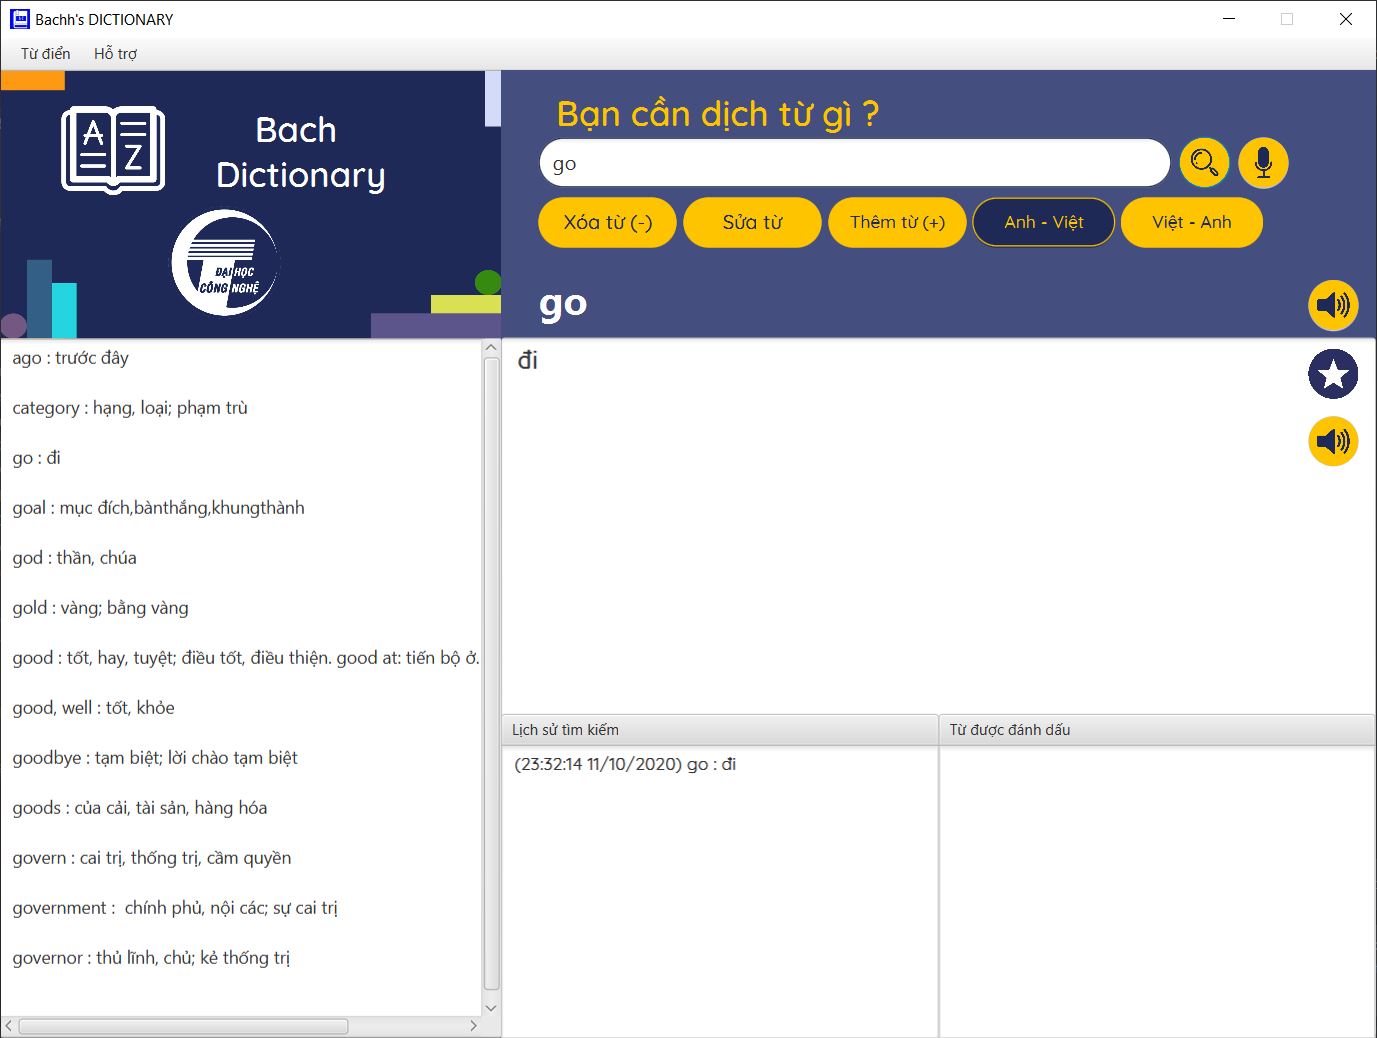 Bachh's DICTIONARY
Từ điển Hỗ trợ
A
Z
Bach
Dictionary
ĐẠI HỌC
CÔNG NGHỆ
Bạn cần dịch từ gì ?
go
Xóa từ (-) Sửa từ Thêm từ (+) Anh - Việt Việt - Anh
go
ago : trước đây
category : hạng, loại; phạm trù
go : đi
goal : mục đích,bànthắng,khungthành
god : thần, chúa
gold : vàng; bằng vàng
good : tốt, hay, tuyệt; điều tốt, điều thiện. good at: tiến bộ ở.
good, well : tốt, khỏe
goodbye : tạm biệt; lời chào tạm biệt
goods : của cải, tài sản, hàng hóa
govern : cai trị, thống trị, cầm quyền
government :  chính phủ, nội các; sự cai trị
governor : thủ lĩnh, chủ; kẻ thống trị
đi
Lịch sử tìm kiếm
(23:32:14 11/10/2020) go : đi
Từ được đánh dấu